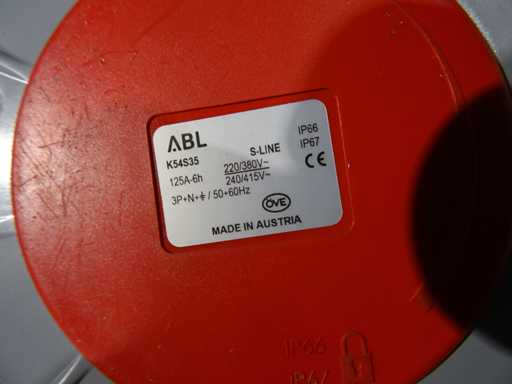 ABL
S-LINE
IP66
IP67
K54S35
125A-6h
220/380V~
240/415V~
CE
3P+N+⏚ / 50+60Hz
ÖVE
MADE IN AUSTRIA
IP66
IP67